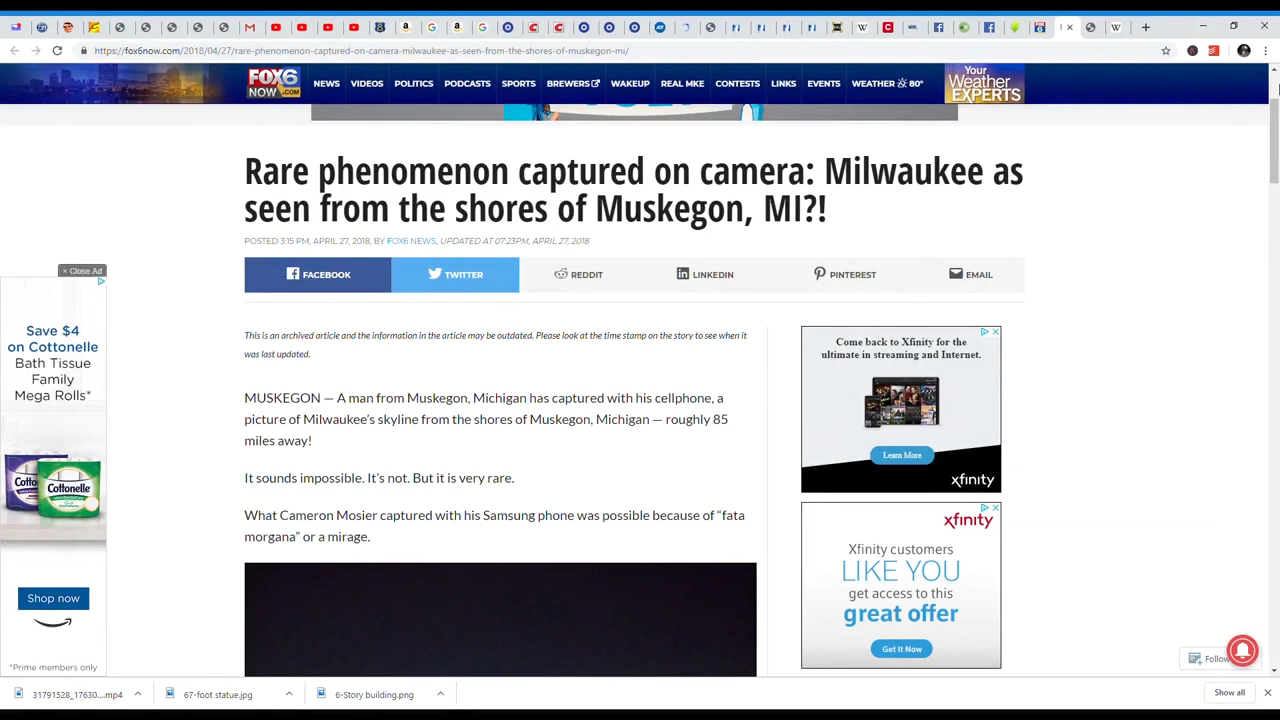 https://fox6now.com/2018/04/27/rare-phenomenon-captured-on-camera-milwaukee-as-seen-from-the-shores-of-muskegon-mi/
FOX6
NOW.COM
NEWS
VIDEOS
POLITICS
PODCASTS
SPORTS
BREWERS
WAKEUP
REAL MKE
CONTESTS
LINKS
EVENTS
WEATHER 80°
Your
Weather
EXPERTS
Rare phenomenon captured on camera: Milwaukee as
seen from the shores of Muskegon, MI?!
POSTED 3:15 PM, APRIL 27, 2018, BY FOX6 NEWS, UPDATED AT 07:23PM, APRIL 27, 2018
FACEBOOK
TWITTER
REDDIT
LINKEDIN
PINTEREST
EMAIL
× Close Ad
Save $4
on Cottonelle
Bath Tissue
Family
Mega Rolls*
Cottonelle
Shop now
*Prime members only
This is an archived article and the information in the article may be outdated. Please look at the time stamp on the story to see when it
was last updated.
MUSKEGON — A man from Muskegon, Michigan has captured with his cellphone, a
picture of Milwaukee's skyline from the shores of Muskegon, Michigan — roughly 85
miles away!
It sounds impossible. It's not. But it is very rare.
What Cameron Mosier captured with his Samsung phone was possible because of “fata
morgana” or a mirage.
Come back to Xfinity for the
ultimate in streaming and Internet.
Learn More
xfinity
xfinity
Xfinity customers
LIKE YOU
get access to this
great offer
Get It Now
Follow
31791528_17630....mp4
67-foot statue.jpg
6-Story building.png
Show all